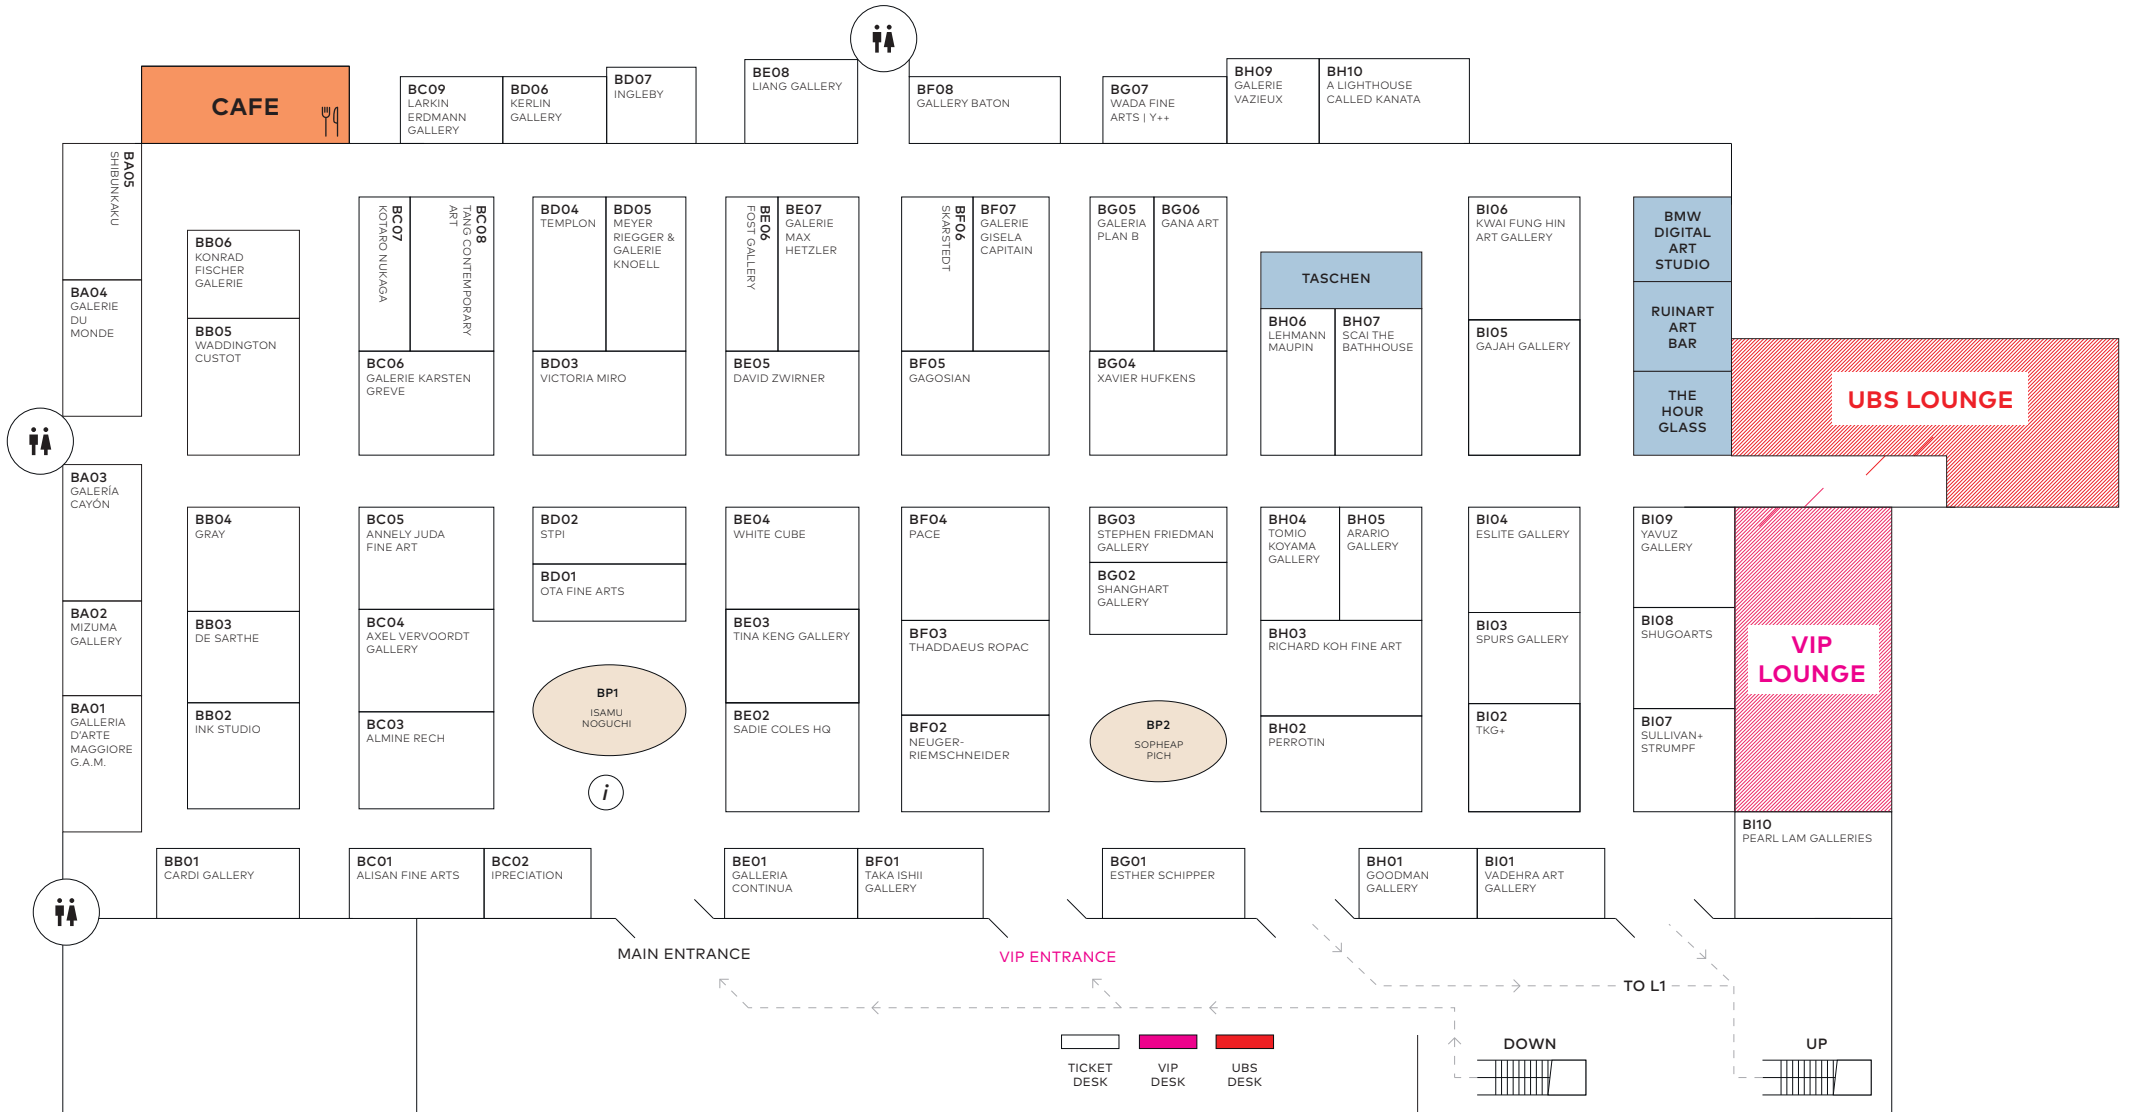 CAFE
BC09
LARKIN
ERDMANN
GALLERY
BD06
KERLIN
GALLERY
BD07
INGLEBY
BE08
LIANG GALLERY
BF08
GALLERY BATON
BG07
WADA FINE
ARTS | Y++
BH09
GALERIE
VAZIEUX
BH10
A LIGHTHOUSE
CALLED KANATA
BA05
SHIBUNKAKU
BA04
GALERIE
DU
MONDE
BB06
KONRAD
FISCHER
GALERIE
BB05
WADDINGTON
CUSTOT
BC07
KOTARO NUKAGA
BC08
TANG CONTEMPORARY
ART
BC06
GALERIE KARSTEN
GREVE
BD04
TEMPLON
BD05
MEYER
RIEGGER &
GALERIE
KNOELL
BD03
VICTORIA MIRO
BE06
FOST GALLERY
BE07
GALERIE
MAX
HETZLER
BE05
DAVID ZWIRNER
BF06
SKARSTEDT
BF07
GALERIE
GISELA
CAPITAIN
BF05
GAGOSIAN
BG05
GALERIA
PLAN B
BG06
GANA ART
BG04
XAVIER HUFKENS
TASCHEN
BH06
LEHMANN
MAUPIN
BH07
SCAI THE
BATHHOUSE
BI06
KWAI FUNG HIN
ART GALLERY
BI05
GAJAH GALLERY
BMW
DIGITAL
ART
STUDIO
RUINART
ART
BAR
THE
HOUR
GLASS
UBS LOUNGE
BA03
GALERÍA
CAYÓN
BA02
MIZUMA
GALLERY
BA01
GALLERIA
D'ARTE
MAGGIORE
G.A.M.
BB04
GRAY
BB03
DE SARTHE
BB02
INK STUDIO
BC05
ANNELY JUDA
FINE ART
BC04
AXEL VERVOORDT
GALLERY
BC03
ALMINE RECH
BD02
STPI
BD01
OTA FINE ARTS
BP1
ISAMU
NOGUCHI
i
BE04
WHITE CUBE
BE03
TINA KENG GALLERY
BE02
SADIE COLES HQ
BF04
PACE
BF03
THADDAEUS ROPAC
BF02
NEUGER-
RIEMSCHNEIDER
BG03
STEPHEN FRIEDMAN
GALLERY
BG02
SHANGHART
GALLERY
BP2
SOPHEAP
PICH
BH04
TOMIO
KOYAMA
GALLERY
BH05
ARARIO
GALLERY
BH03
RICHARD KOH FINE ART
BH02
PERROTIN
BI04
ESLITE GALLERY
BI03
SPURS GALLERY
BI02
TKG+
BI09
YAVUZ
GALLERY
BI08
SHUGOARTS
BI07
SULLIVAN+
STRUMPF
VIP
LOUNGE
BI10
PEARL LAM GALLERIES
BB01
CARDI GALLERY
BC01
ALISAN FINE ARTS
BC02
IPRECIATION
BE01
GALLERIA
CONTINUA
BF01
TAKA ISHII
GALLERY
BG01
ESTHER SCHIPPER
BH01
GOODMAN
GALLERY
BI01
VADEHRA ART
GALLERY
MAIN ENTRANCE
VIP ENTRANCE
TO L1
TICKET
DESK
VIP
DESK
UBS
DESK
DOWN
UP